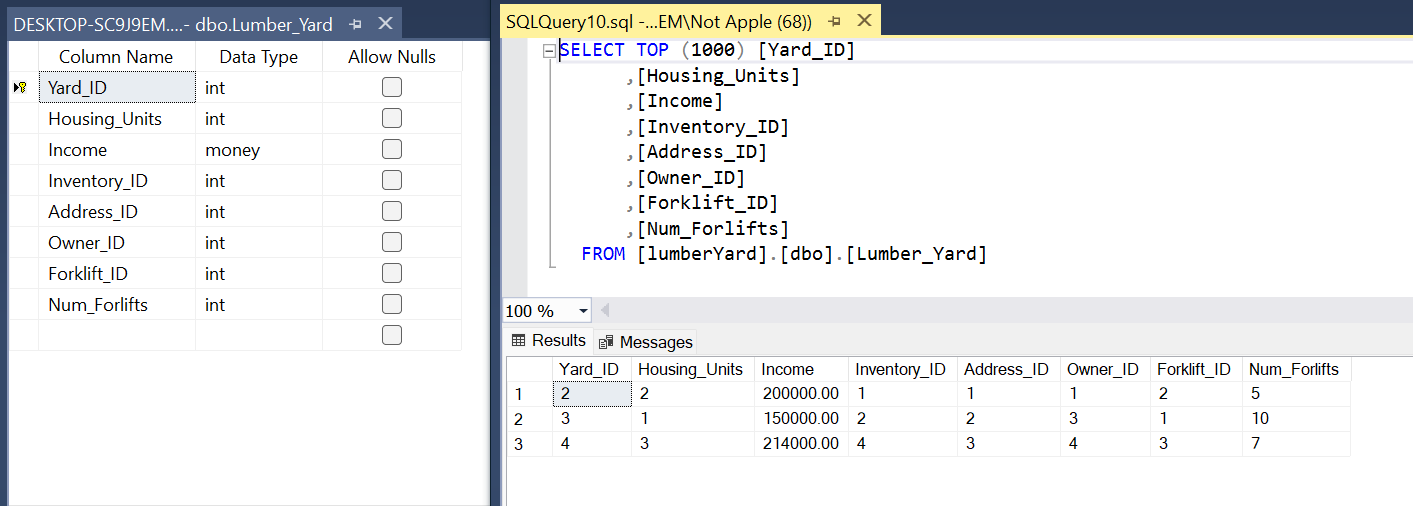 DESKTOP-SC9J9EM....- dbo.Lumber_Yard
Column Name Data Type Allow Nulls
Yard_ID int
Housing_Units int
Income money
Inventory_ID int
Address_ID int
Owner_ID int
Forklift_ID int
Num_Forlifts int
SQLQuery10.sql -...EM\Not Apple (68))
SELECT TOP (1000) [Yard_ID]
,[Housing_Units]
,[Income]
,[Inventory_ID]
,[Address_ID]
,[Owner_ID]
,[Forklift_ID]
,[Num_Forlifts]
FROM [lumberYard].[dbo].[Lumber_Yard]
100 %
Results Messages
Yard_ID Housing_Units Income Inventory_ID Address_ID Owner_ID Forklift_ID Num_Forlifts
1 2 2 200000.00 1 1 1 2 5
2 3 1 150000.00 2 2 3 1 10
3 4 3 214000.00 4 3 4 3 7